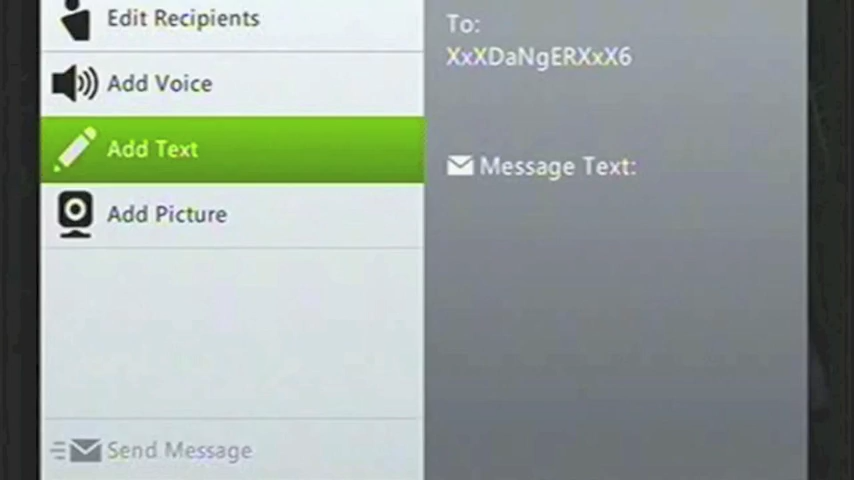 Edit Recipients
Add Voice
Add Text
Add Picture
Send Message
To:
XxXDaNgERXxX6
Message Text: